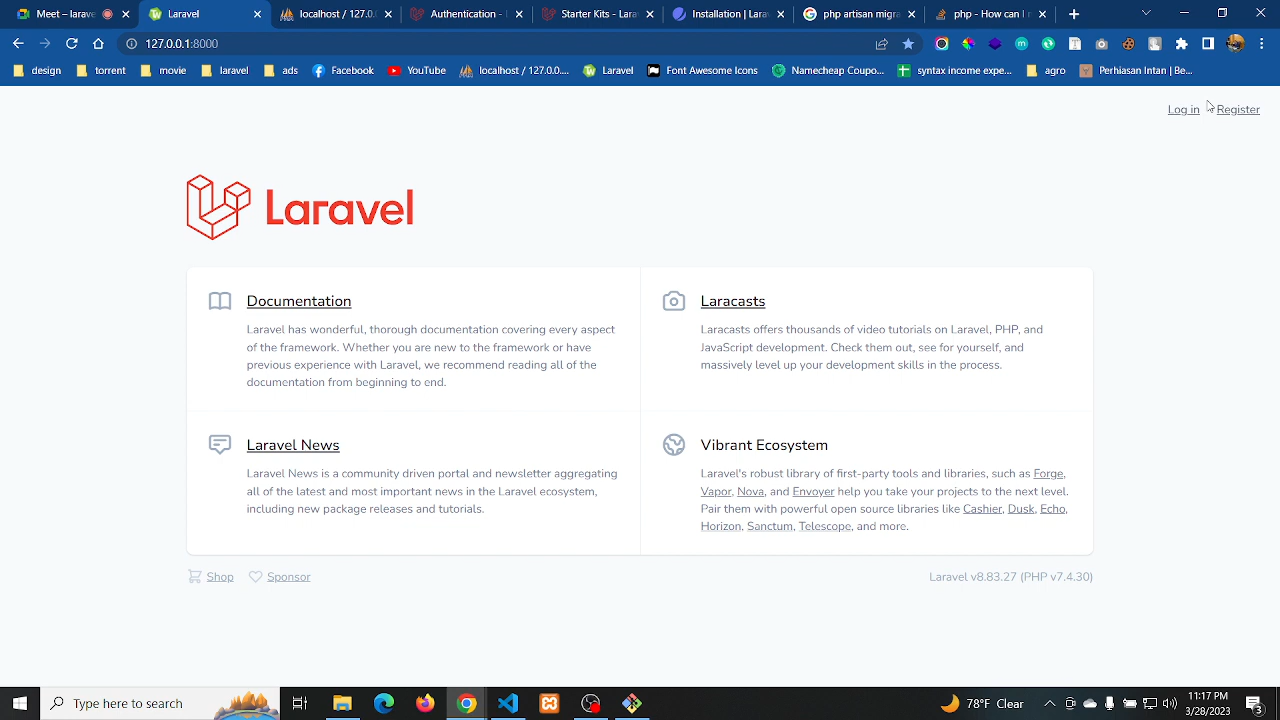 Meet - larave
Laravel
localhost / 127.0.0
Authentication - L
Starter Kits - Larav
Installation | Larav
php artisan migra
php - How can I r
127.0.0.1:8000
design
torrent
movie
laravel
ads
Facebook
YouTube
localhost / 127.0.0...
Laravel
Font Awesome Icons
Namecheap Coupo...
syntax income expe...
agro
Perhiasan Intan | Be...
Log in
Register
Laravel
Documentation
Laravel has wonderful, thorough documentation covering every aspect
of the framework. Whether you are new to the framework or have
previous experience with Laravel, we recommend reading all of the
documentation from beginning to end.
Laracasts
Laracasts offers thousands of video tutorials on Laravel, PHP, and
JavaScript development. Check them out, see for yourself, and
massively level up your development skills in the process.
Laravel News
Laravel News is a community driven portal and newsletter aggregating
all of the latest and most important news in the Laravel ecosystem,
including new package releases and tutorials.
Vibrant Ecosystem
Laravel's robust library of first-party tools and libraries, such as Forge,
Vapor, Nova, and Envoyer help you take your projects to the next level.
Pair them with powerful open source libraries like Cashier, Dusk, Echo,
Horizon, Sanctum, Telescope, and more.
Shop
Sponsor
Laravel v8.83.27 (PHP v7.4.30)
Type here to search
78°F Clear
11:17 PM
3/28/2023